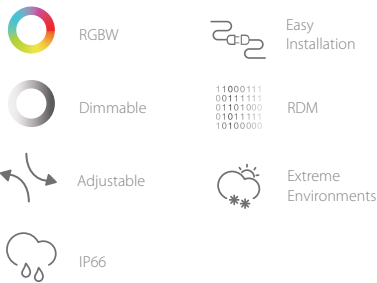 RGBW
Easy
Installation
Dimmable
11000111
00111111
01101000
01011111
10100000
RDM
Adjustable
Extreme
Environments
IP66